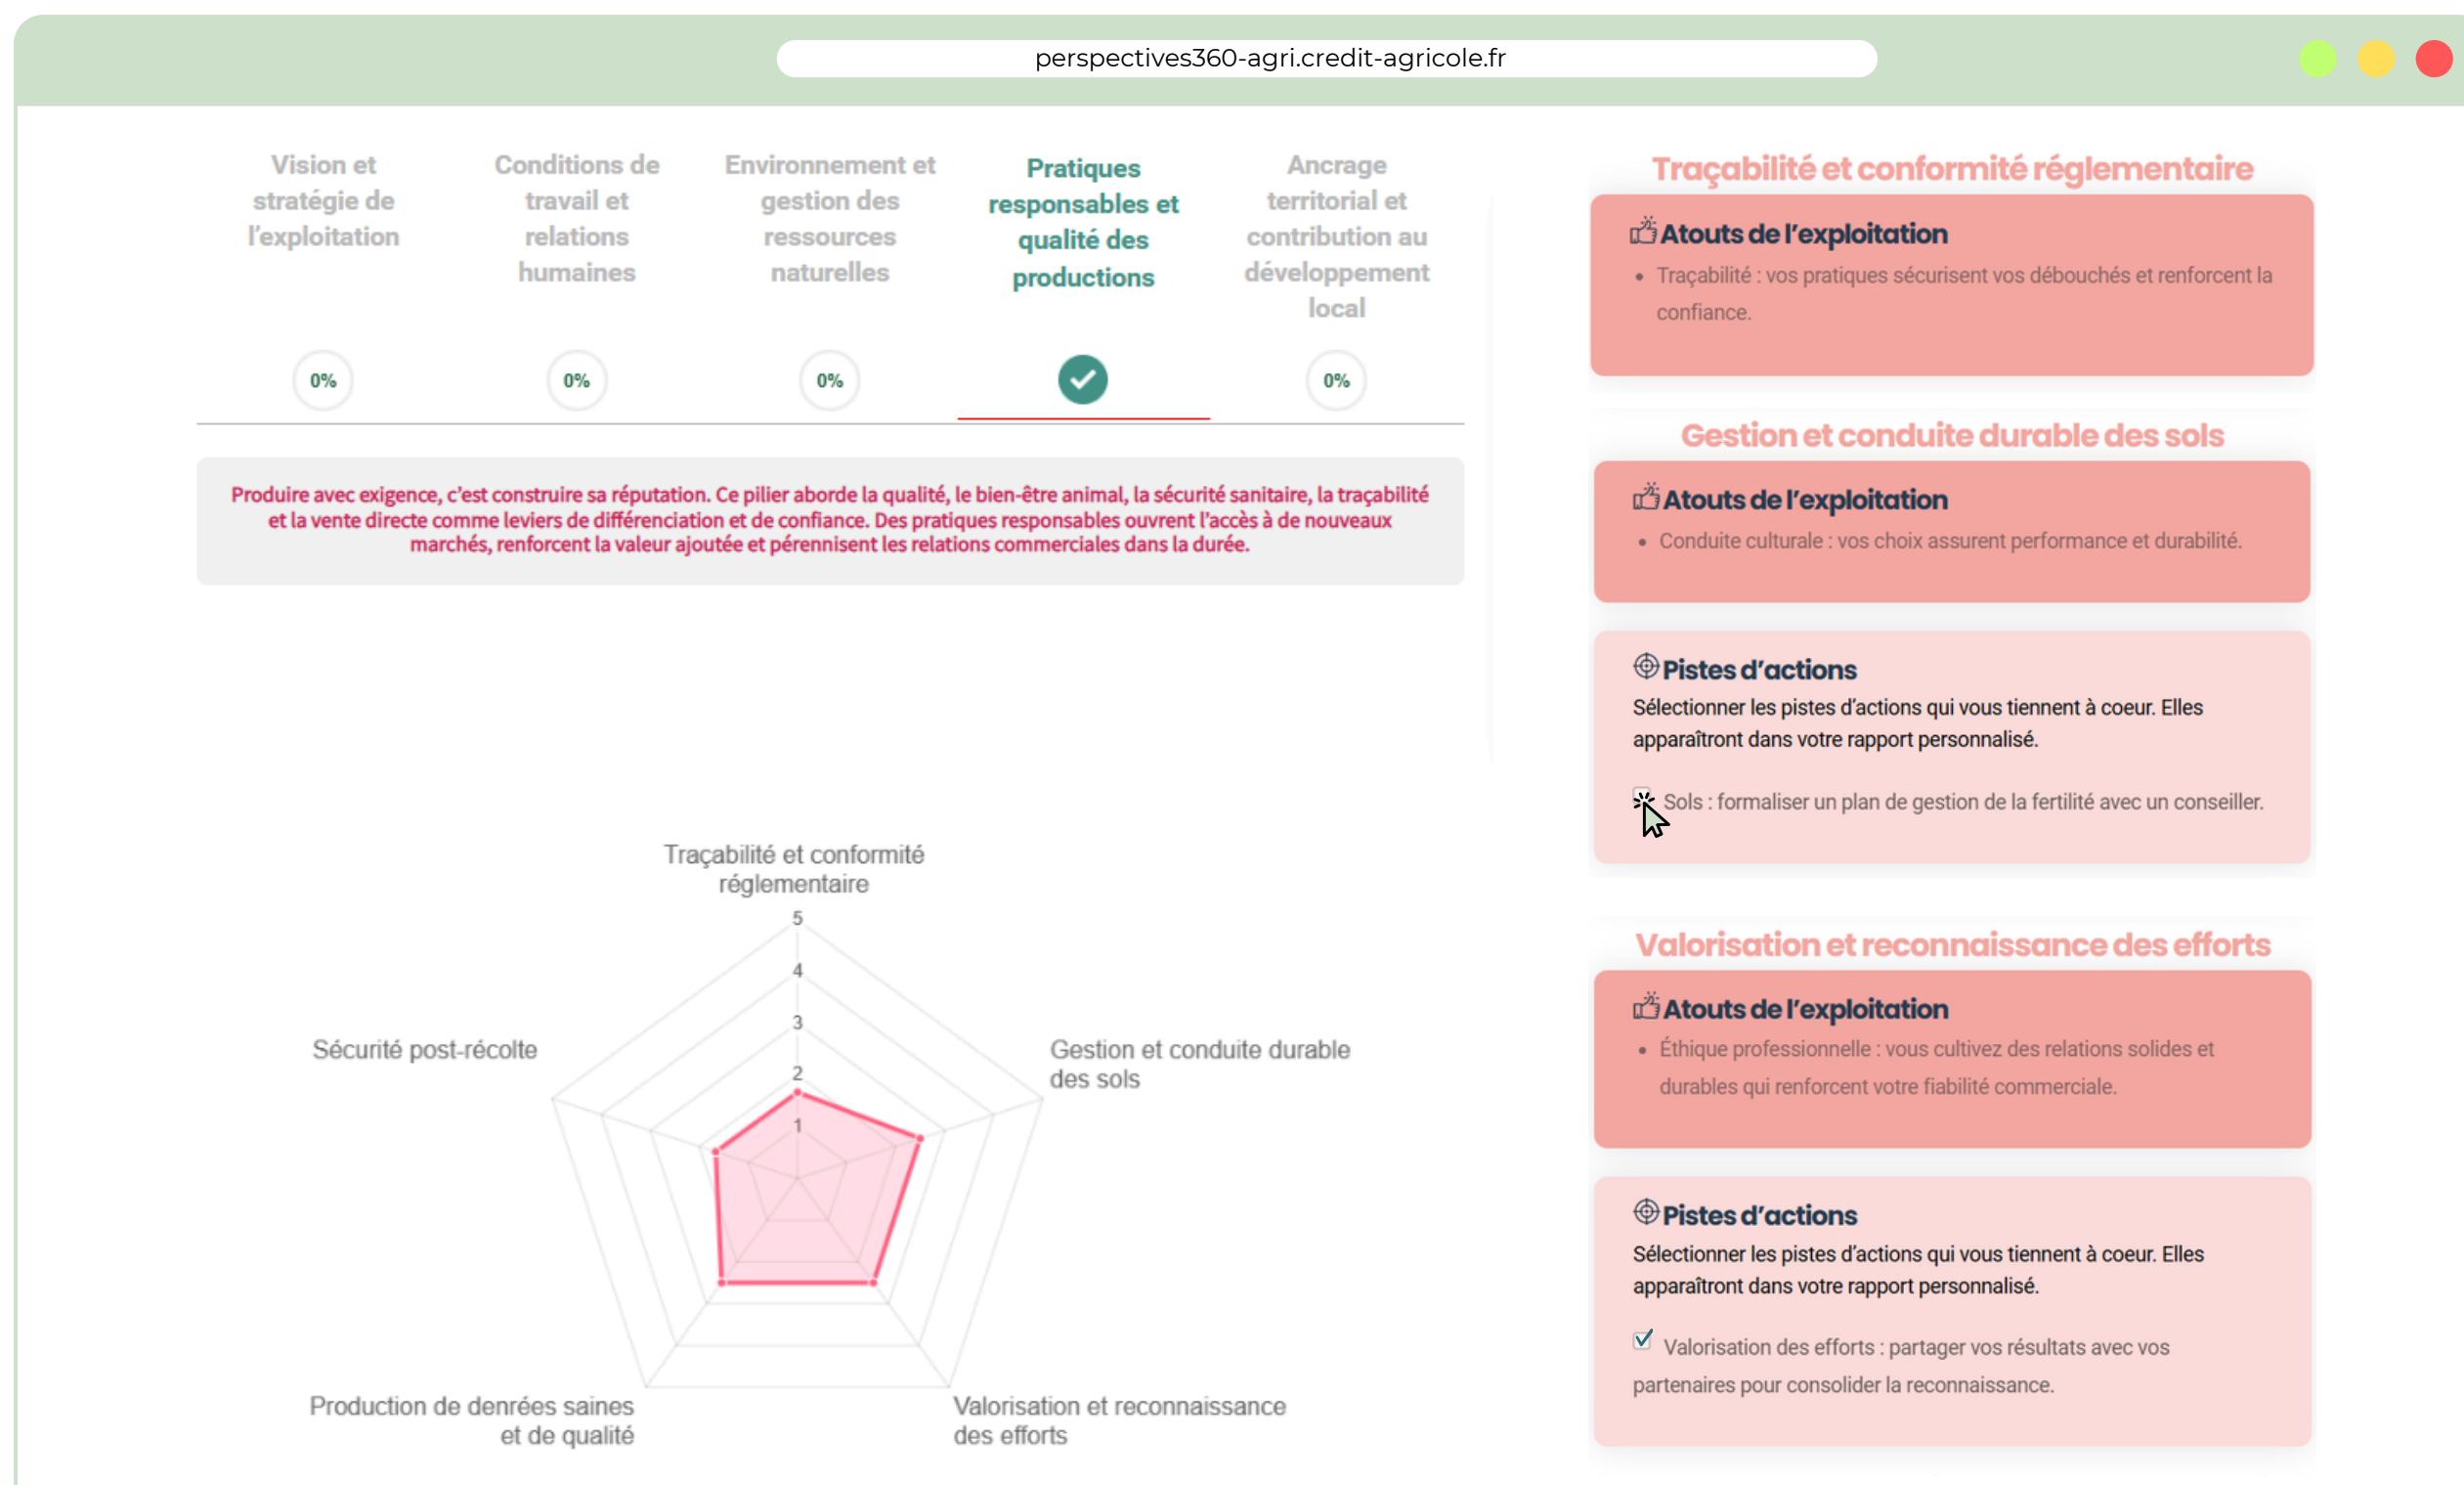 perspectives360-agri.credit-agricole.fr
Vision et
stratégie de
l'exploitation
Conditions de
travail et
relations
humaines
Environnement et
gestion des
ressources
naturelles
Pratiques
responsables et
qualité des
productions
Ancrage
territorial et
contribution au
développement
local
0%
0%
0%
0%
Produire avec exigence, c'est construire sa réputation. Ce pilier aborde la qualité, le bien-être animal, la sécurité sanitaire, la traçabilité
et la vente directe comme leviers de différenciation et de confiance. Des pratiques responsables ouvrent l'accès à de nouveaux
marchés, renforcent la valeur ajoutée et pérennisent les relations commerciales dans la durée.
Traçabilité et conformité
réglementaire
5
4
3
2
1
Sécurité post-récolte
Gestion et conduite durable
des sols
Production de denrées saines
et de qualité
Valorisation et reconnaissance
des efforts
Traçabilité et conformité réglementaire
Atouts de l'exploitation
• Traçabilité : vos pratiques sécurisent vos débouchés et renforcent la
confiance.
Gestion et conduite durable des sols
Atouts de l'exploitation
• Conduite culturale : vos choix assurent performance et durabilité.
Pistes d'actions
Sélectionner les pistes d'actions qui vous tiennent à coeur. Elles
apparaîtront dans votre rapport personnalisé.
Sols : formaliser un plan de gestion de la fertilité avec un conseiller.
Valorisation et reconnaissance des efforts
Atouts de l'exploitation
• Éthique professionnelle : vous cultivez des relations solides et
durables qui renforcent votre fiabilité commerciale.
Pistes d'actions
Sélectionner les pistes d'actions qui vous tiennent à coeur. Elles
apparaîtront dans votre rapport personnalisé.
Valorisation des efforts : partager vos résultats avec vos
partenaires pour consolider la reconnaissance.